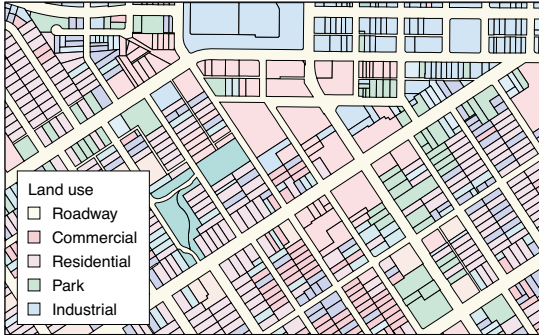 Land use
Roadway
Commercial
Residential
Park
Industrial